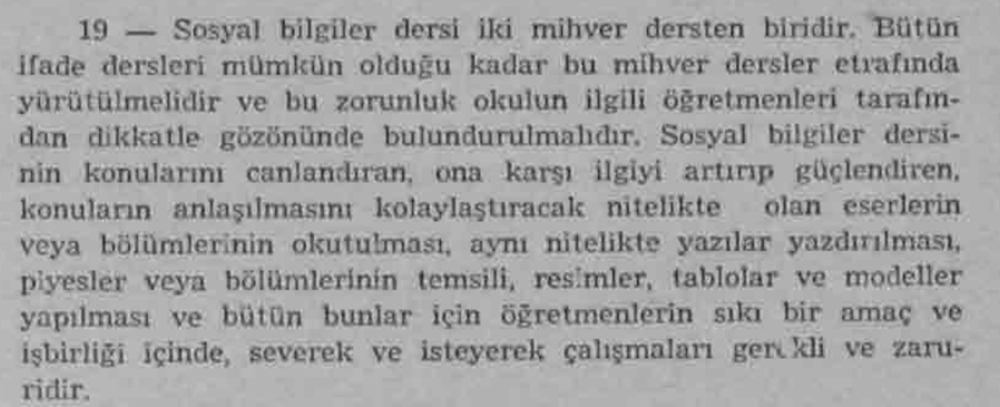 19 — Sosyal bilgiler dersi iki mihver dersten biridir. Bütün
ifade dersleri mümkün olduğu kadar bu mihver dersler etrafında
yürütülmelidir ve bu zorunluk okulun ilgili öğretmenleri tarafın-
dan dikkatle gözönünde bulundurulmalıdır. Sosyal bilgiler dersi-
nin konularını canlandıran, ona karşı ilgiyi artırıp güçlendiren,
konuların anlaşılmasını kolaylaştıracak nitelikte olan eserlerin
veya bölümlerinin okutulması, aynı nitelikte yazılar yazdırılması,
piyesler veya bölümlerinin temsili, resimler, tablolar ve modeller
yapılması ve bütün bunlar için öğretmenlerin sıkı bir amaç ve
işbirliği içinde, severek ve isteyerek çalışmaları gerekli ve zaru-
ridir.